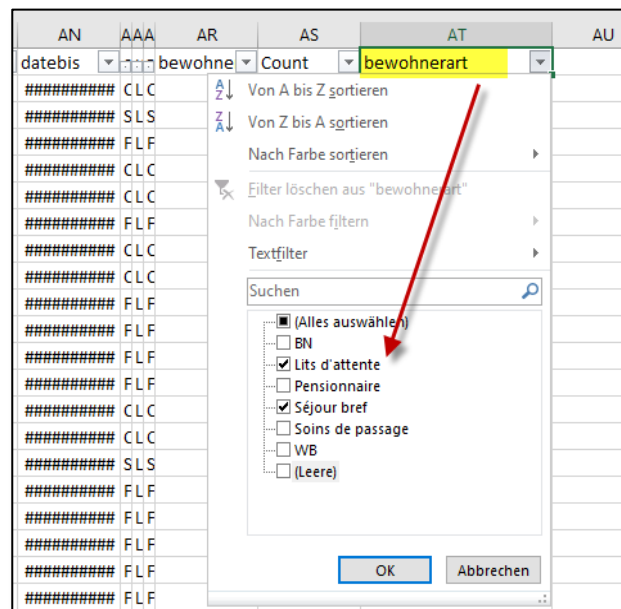 AN AAA AR AS AT AU
datebis bewohne Count bewohnerart
########## C L C
########## S L S
########## F L F
########## C L C
########## C L C
########## F L F
########## C L C
########## C L C
########## F L F
########## F L F
########## F L F
########## F L F
########## C L C
########## C L C
########## S L S
########## F L F
########## F L F
########## F L F
########## F L F
########## F L F
Von A bis Z sortieren
Von Z bis A sortieren
Nach Farbe sortieren
Filter löschen aus "bewohnerart"
Nach Farbe filtern
Textfilter
Suchen
(Alles auswählen)
BN
Lits d'attente
Pensionnaire
Séjour bref
Soins de passage
WB
(Leere)
OK Abbrechen